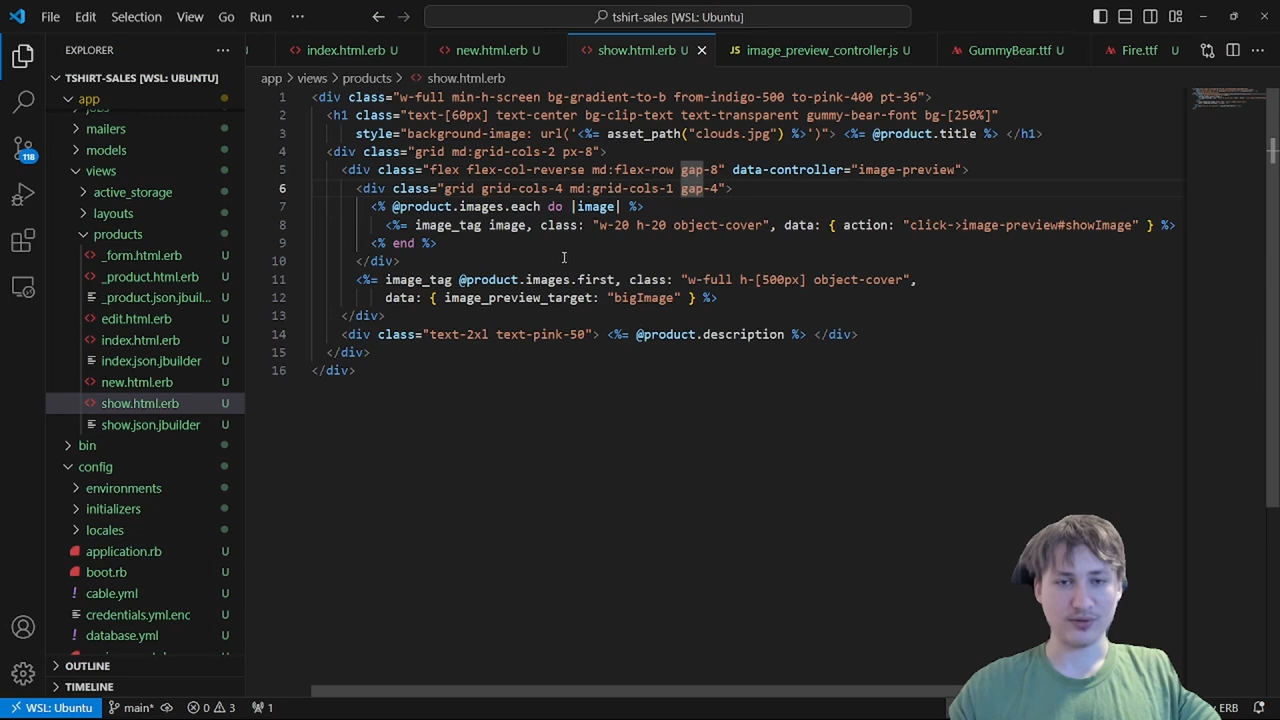 File Edit Selection View Go Run ··· tshirt-sales [WSL: Ubuntu]
EXPLORER ···
index.html.erb U new.html.erb U show.html.erb U image_preview_controller.js U GummyBear.ttf U Fire.ttf U ···
TSHIRT-SALES [WSL: UBUNTU]
app > views > products > show.html.erb
app
mailers
models
views
active_storage
layouts
products
_form.html.erb U
_product.html.erb U
_product.json.jbuil... U
edit.html.erb U
index.html.erb U
index.json.jbuilder U
new.html.erb U
show.html.erb U
show.json.jbuilder U
bin
config
environments
initializers
locales
application.rb U
boot.rb U
cable.yml U
credentials.yml.enc U
database.yml U
OUTLINE
TIMELINE
118
1 <div class="w-full min-h-screen bg-gradient-to-b from-indigo-500 to-pink-400 pt-36">
2 <h1 class="text-[60px] text-center bg-clip-text text-transparent gummy-bear-font bg-[250%]"
3 style="background-image: url('<%= asset_path("clouds.jpg") %>')"> <%= @product.title %> </h1>
4 <div class="grid md:grid-cols-2 px-8">
5 <div class="flex flex-col-reverse md:flex-row gap-8" data-controller="image-preview">
6 <div class="grid grid-cols-4 md:grid-cols-1 gap-4">
7 <% @product.images.each do |image| %>
8 <%= image_tag image, class: "w-20 h-20 object-cover", data: { action: "click->image-preview#showImage" } %>
9 <% end %>
10 </div>
11 <%= image_tag @product.images.first, class: "w-full h-[500px] object-cover",
12 data: { image_preview_target: "bigImage" } %>
13 </div>
14 <div class="text-2xl text-pink-50"> <%= @product.description %> </div>
15 </div>
16 </div>
WSL: Ubuntu main* 0 3 1 ERB